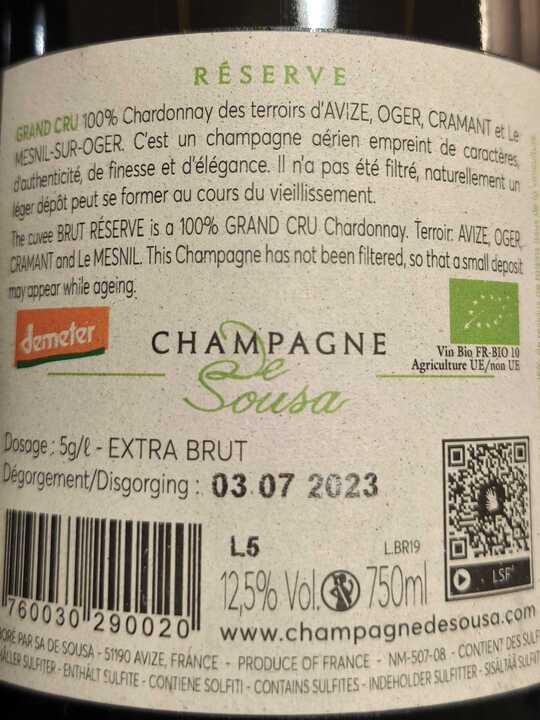 RÉSERVE
GRAND CRU 100% Chardonnay des terroirs d'AVIZE, OGER, CRAMANT et Le
MESNIL-SUR-OGER. C'est un champagne aérien empreint de caractères,
d'authenticité, de finesse et d'élégance. Il n'a pas été filtré, naturellement un
léger dépôt peut se former au cours du vieillissement.
The cuvee BRUT RÉSERVE is a 100% GRAND CRU Chardonnay. Terroir: AVIZE, OGER,
CRAMANT and Le MESNIL. This Champagne has not been filtered, so that a small deposit
may appear while ageing.
demeter
CHAMPAGNE
De
Sousa
Vin Bio FR-BIO 10
Agriculture UE/non UE
Dosage : 5g/ℓ - EXTRA BRUT
Dégorgement/Disgorging : 03.07 2023
L5
L.BR19
LSF
12,5% Vol. 750ml
760030 290020
www.champagnedesousa.com
PAR SA DE SOUSA - 51190 AVIZE, FRANCE - PRODUCE OF FRANCE - NM-507-08 - CONTIENT DES
SULFITER - ENTHÄLT SULFITE - CONTIENE SOLFITI - CONTAINS SULFITES - INDEHOLDER SULFITTER - SISÄLTÄÄ